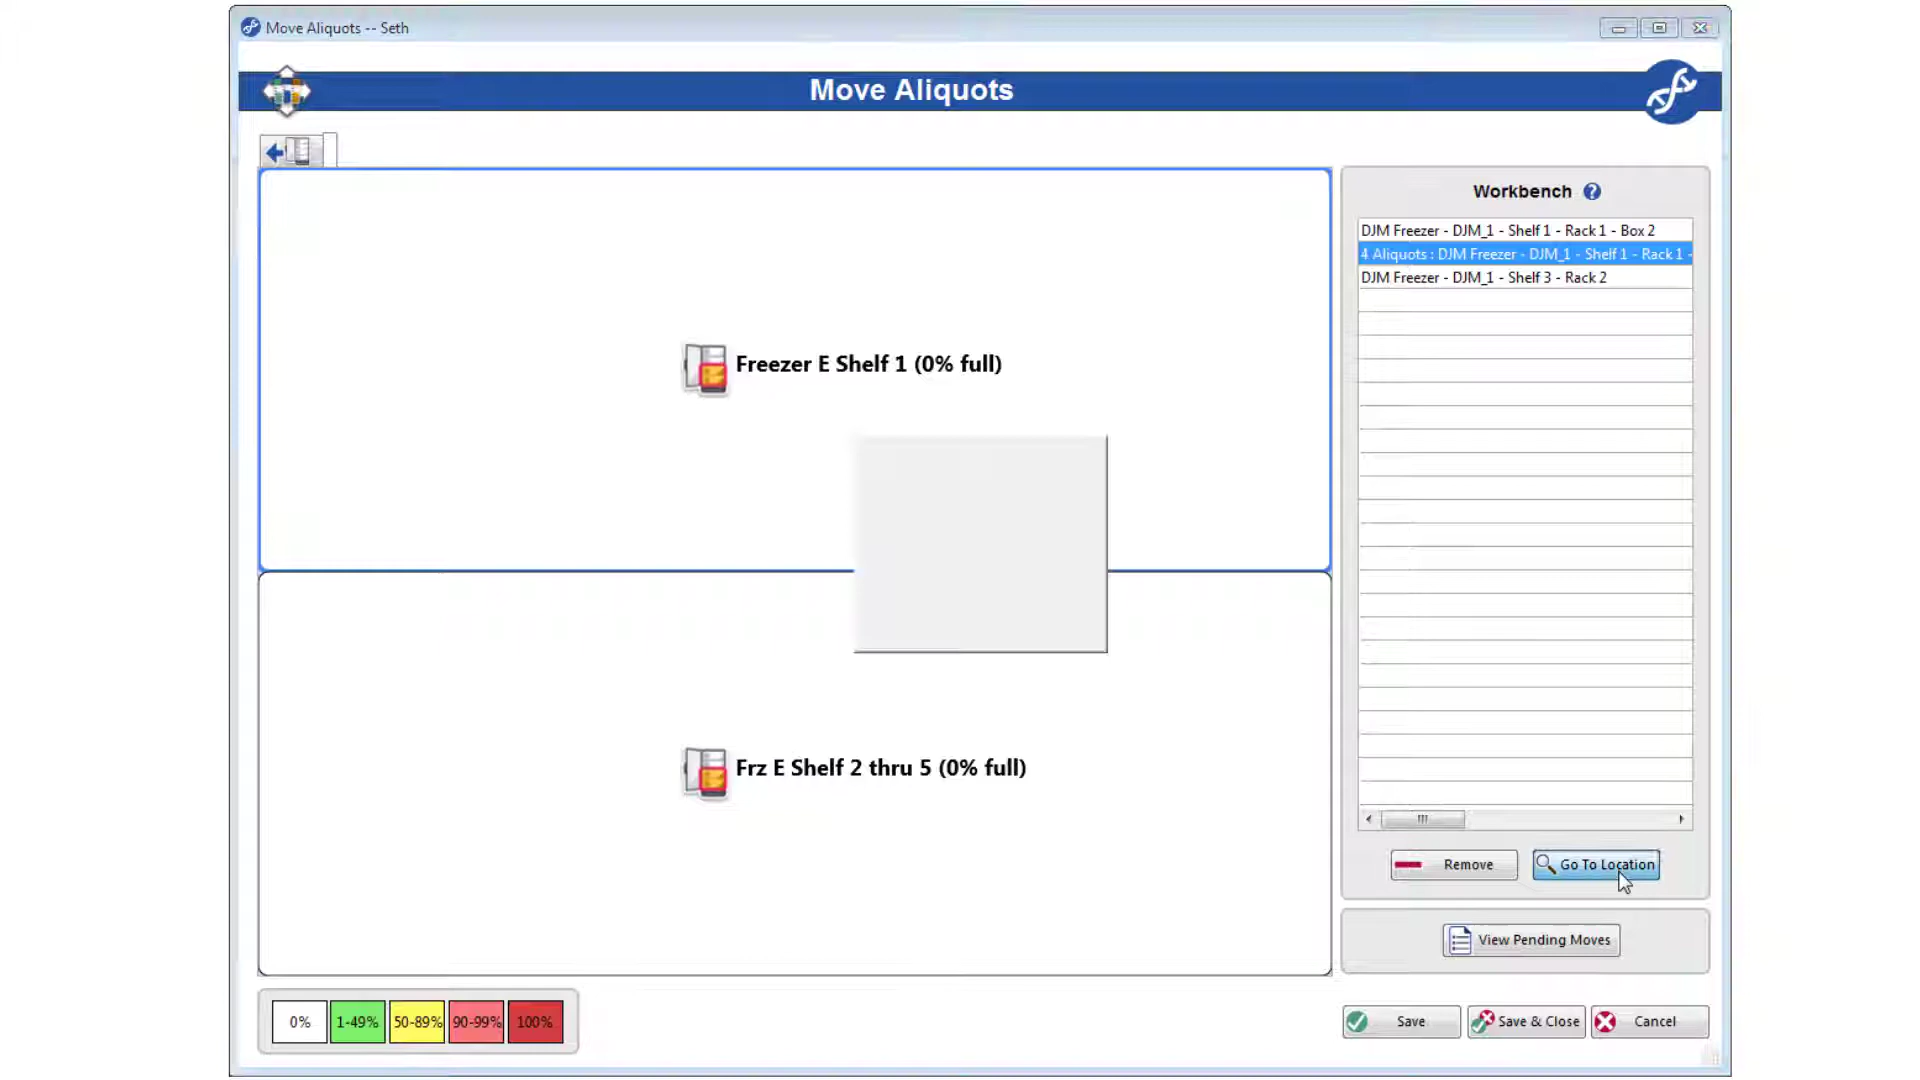 Move Aliquots -- Seth
Move Aliquots
Freezer E Shelf 1 (0% full)
Frz E Shelf 2 thru 5 (0% full)
Workbench ?
DJM Freezer - DJM_1 - Shelf 1 - Rack 1 - Box 2
4 Aliquots : DJM Freezer - DJM_1 - Shelf 1 - Rack 1 -
DJM Freezer - DJM_1 - Shelf 3 - Rack 2
Remove
Go To Location
View Pending Moves
0%
1-49%
50-89%
90-99%
100%
Save
Save & Close
Cancel